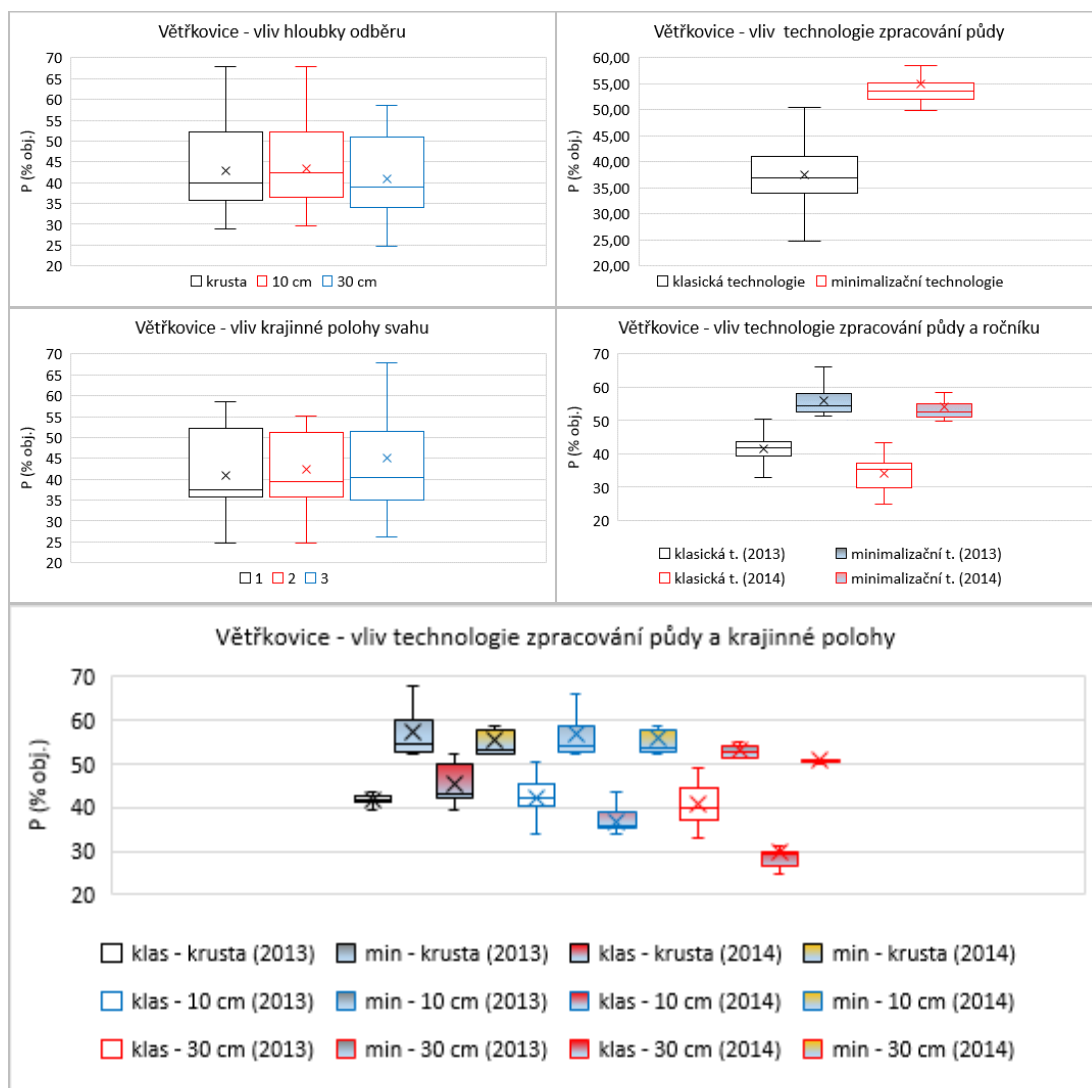 Větřkovice - vliv hloubky odběru
P (% obj.)
70
65
60
55
50
45
40
35
30
25
20
krusta 10 cm 30 cm
Větřkovice - vliv technologie zpracování půdy
P (% obj.)
60,00
55,00
50,00
45,00
40,00
35,00
30,00
25,00
20,00
klasická technologie minimalizační technologie
Větřkovice - vliv krajinné polohy svahu
P (% obj.)
70
65
60
55
50
45
40
35
30
25
20
1 2 3
Větřkovice - vliv technologie zpracování půdy a ročníku
P (% obj.)
70
60
50
40
30
20
klasická t. (2013) minimalizační t. (2013)
klasická t. (2014) minimalizační t. (2014)
Větřkovice - vliv technologie zpracování půdy a krajinné polohy
P (% obj.)
70
60
50
40
30
20
klas - krusta (2013) min - krusta (2013) klas - krusta (2014) min - krusta (2014)
klas - 10 cm (2013) min - 10 cm (2013) klas - 10 cm (2014) min - 10 cm (2014)
klas - 30 cm (2013) min - 30 cm (2013) klas - 30 cm (2014) min - 30 cm (2014)